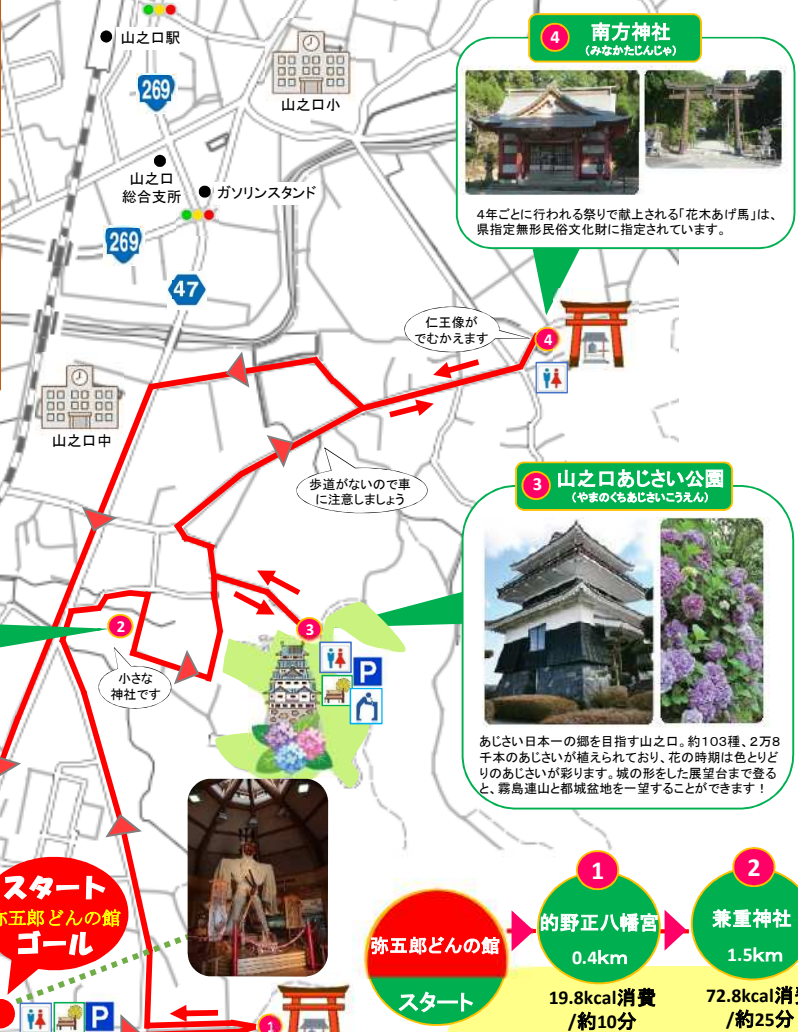 山之口駅
269
山之口小
山之口
総合支所
ガソリンスタンド
269
47
山之口中
4 南方神社
(みなかたじんじゃ)
4年ごとに行われる祭りで献上される「花木あげ馬」は、
県指定無形民俗文化財に指定されています。
仁王像が
でむかえます
4
歩道がないので車
に注意しましょう
3 山之口あじさい公園
(やまのくちあじさいこうえん)
あじさい日本一の郷を目指す山之口。約103種、2万8
千本のあじさいが植えられており、花の時期は色とりど
りのあじさいが彩ります。城の形をした展望台まで登る
と、霧島連山と都城盆地を一望することができます!
2
小さな
神社です
3
P
スタート
弥五郎どんの館
ゴール
P
1
弥五郎どんの館
スタート
1
的野正八幡宮
0.4km
19.8kcal消費
/約10分
2
兼重神社
1.5km
72.8kcal消費
/約25分